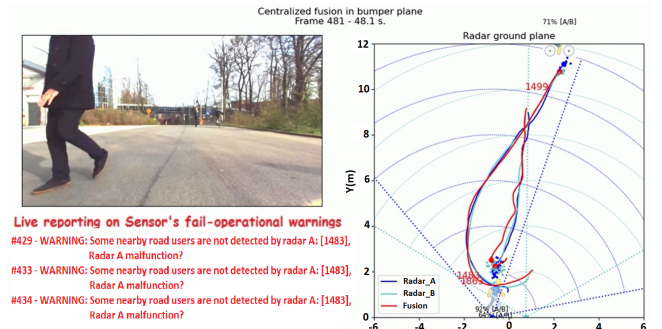 Centralized fusion in bumper plane
Frame 481 - 48.1 s.
71% [A/B]
Radar ground plane
Live reporting on Sensor's fail-operational warnings
#429 - WARNING: Some nearby road users are not detected by radar A: [1483],
Radar A malfunction?
#433 - WARNING: Some nearby road users are not detected by radar A: [1483],
Radar A malfunction?
#434 - WARNING: Some nearby road users are not detected by radar A: [1483],
Radar A malfunction?
Y(m)
12
10
8
6
4
2
0
1499
1483
Radar_A
Radar_B
Fusion
92% [A/B]
-6
-4
-2
0
2
4
6